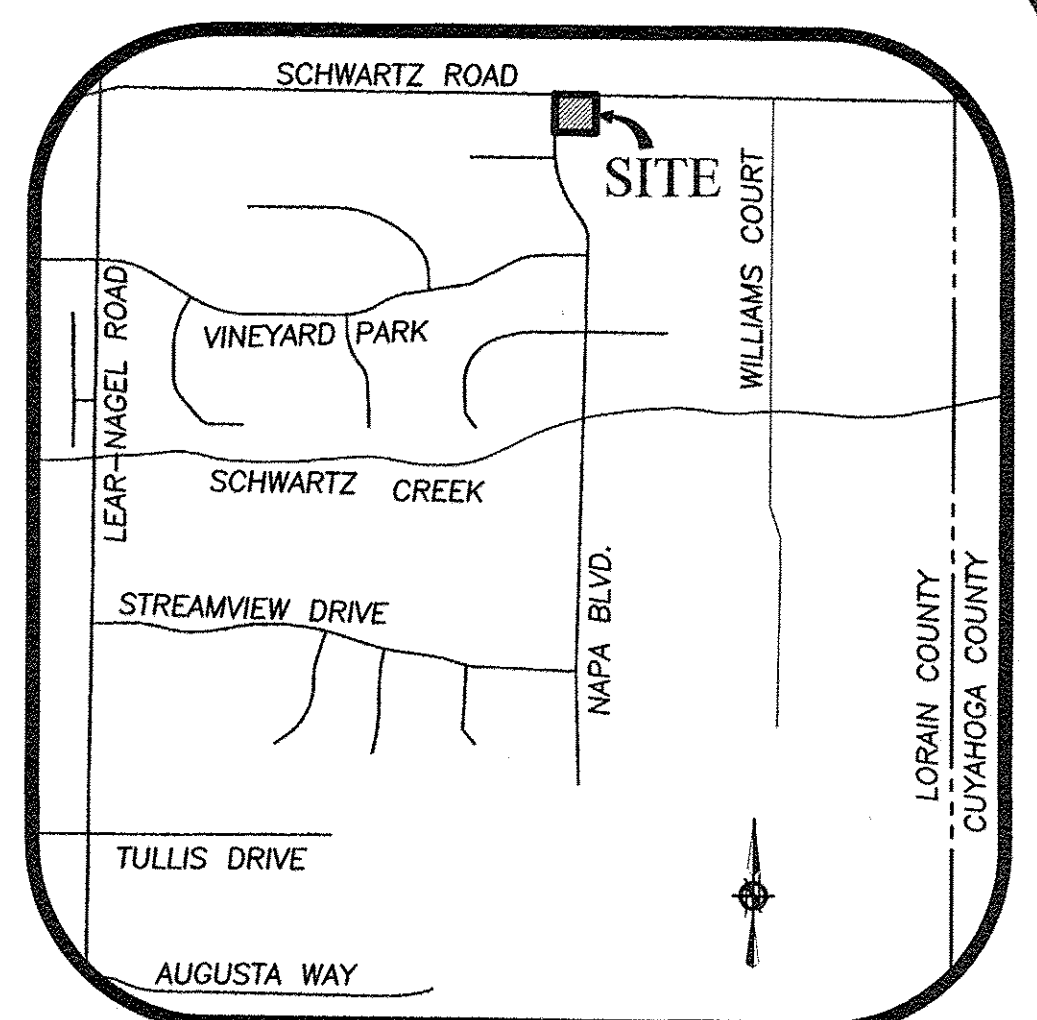 SCHWARTZ ROAD
SITE
WILLIAMS COURT
LEAR-NAGEL ROAD
VINEYARD PARK
SCHWARTZ CREEK
NAPA BLVD.
STREAMVIEW DRIVE
LORAIN COUNTY
CUYAHOGA COUNTY
TULLIS DRIVE
AUGUSTA WAY